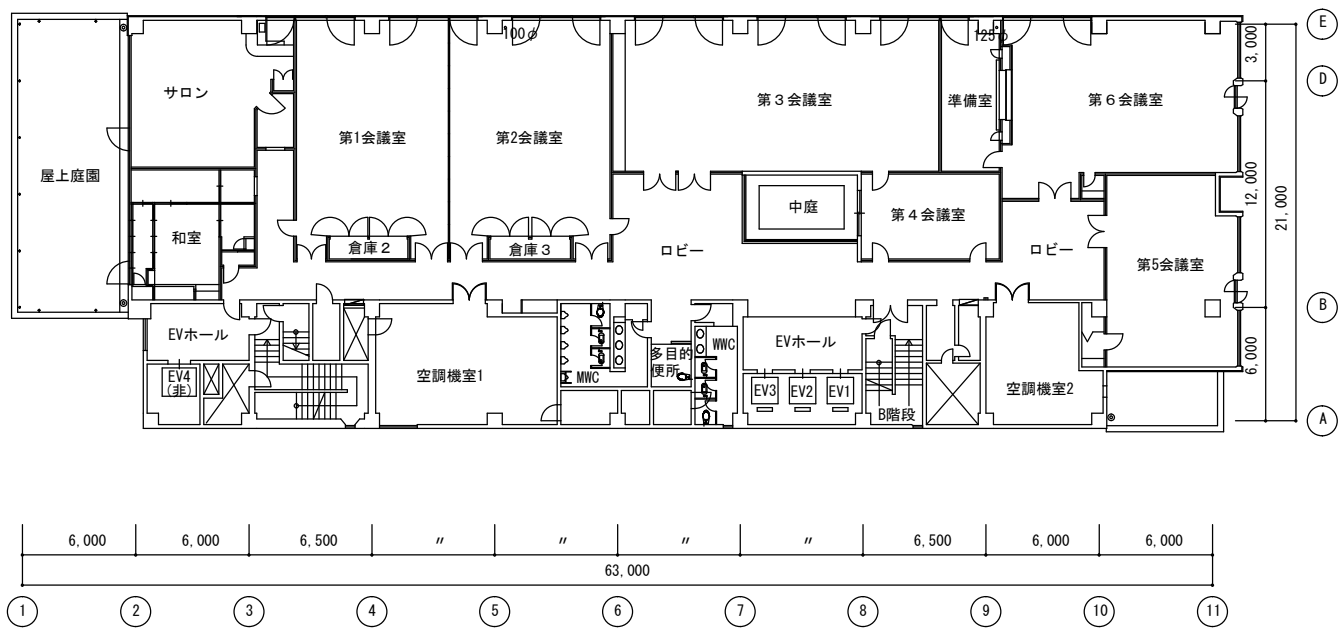 100φ
125φ
E
3,000
サロン
第3会議室
準備室
第6会議室
D
第1会議室
第2会議室
屋上庭園
12,000
21,000
中庭
第4会議室
和室
倉庫2
倉庫3
ロビー
ロビー
第5会議室
B
EVホール
EVホール
多目的
便所
WWC
6,000
EV4
(非)
空調機室1
MWC
EV3
EV2
EV1
空調機室2
B階段
A
6,000
6,000
6,500
〃
〃
〃
〃
6,500
6,000
6,000
63,000
1
2
3
4
5
6
7
8
9
10
11